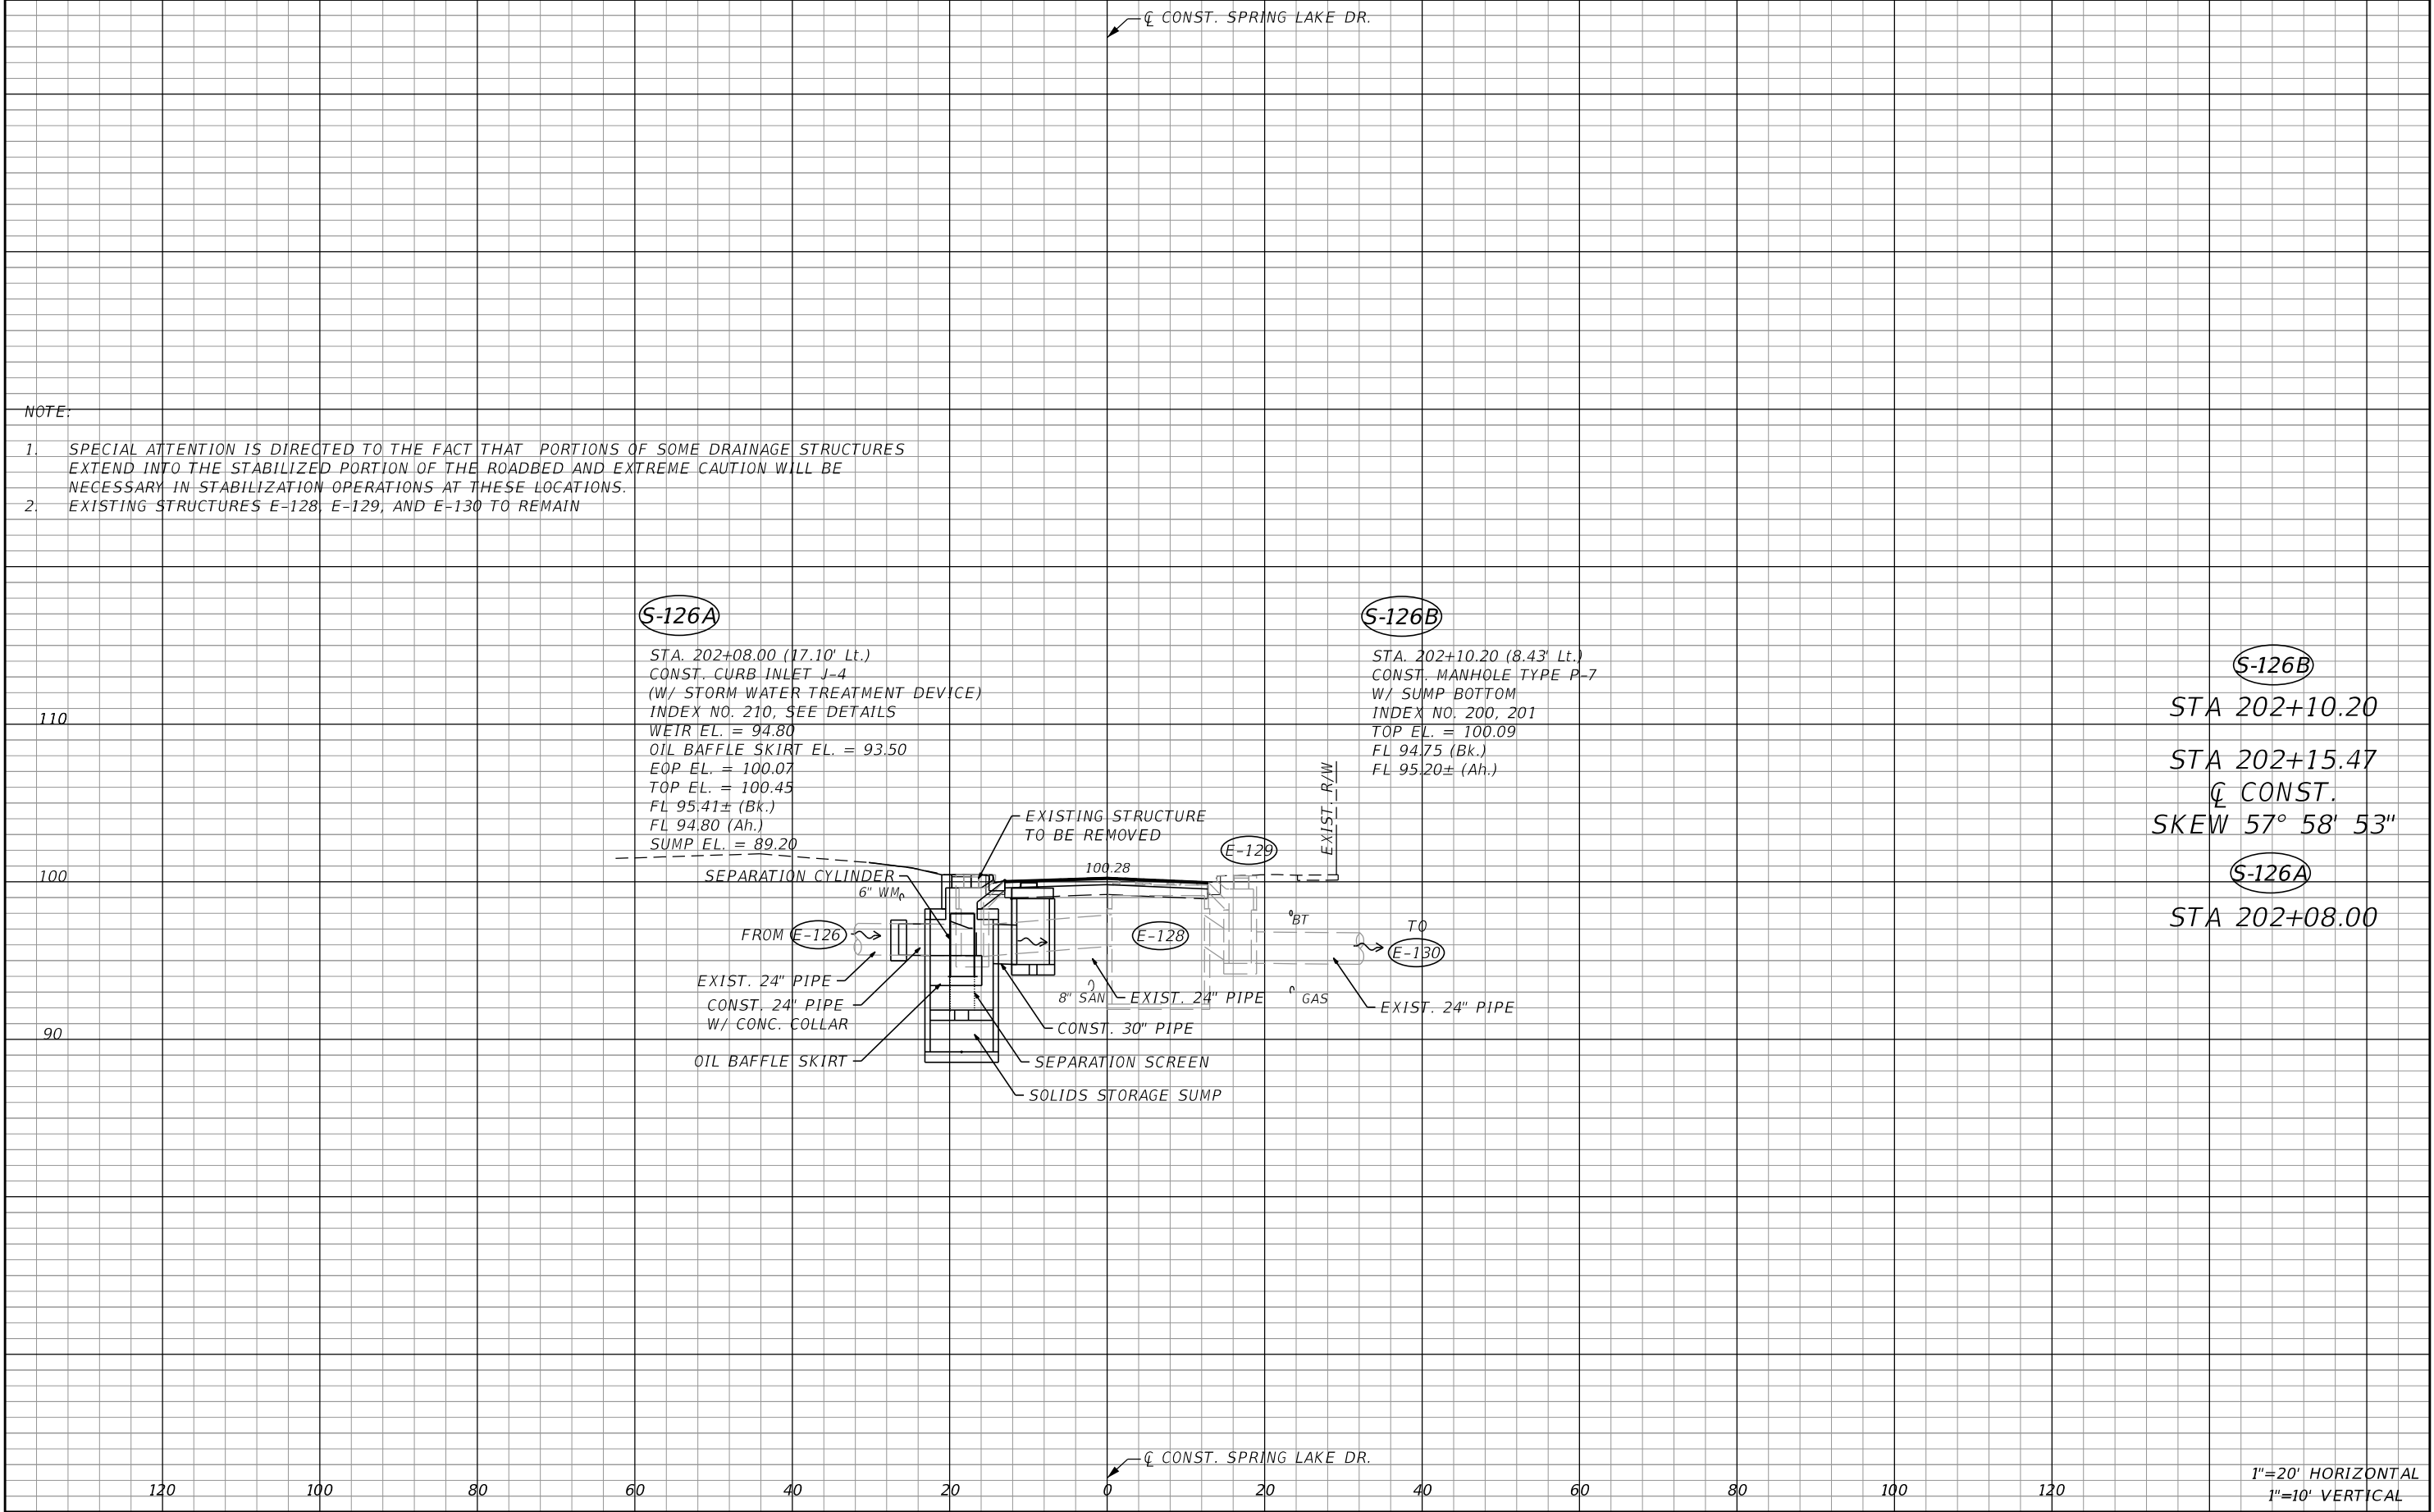 ℄ CONST. SPRING LAKE DR.
NOTE:
1. SPECIAL ATTENTION IS DIRECTED TO THE FACT THAT PORTIONS OF SOME DRAINAGE STRUCTURES
EXTEND INTO THE STABILIZED PORTION OF THE ROADBED AND EXTREME CAUTION WILL BE
NECESSARY IN STABILIZATION OPERATIONS AT THESE LOCATIONS.
2. EXISTING STRUCTURES E-128, E-129, AND E-130 TO REMAIN
S-126A
STA. 202+08.00 (17.10' Lt.)
CONST. CURB INLET J-4
(W/ STORM WATER TREATMENT DEVICE)
INDEX NO. 210, SEE DETAILS
WEIR EL. = 94.80
OIL BAFFLE SKIRT EL. = 93.50
EOP EL. = 100.07
TOP EL. = 100.45
FL 95.41± (Bk.)
FL 94.80 (Ah.)
SUMP EL. = 89.20
S-126B
STA. 202+10.20 (8.43' Lt.)
CONST. MANHOLE TYPE P-7
W/ SUMP BOTTOM
INDEX NO. 200, 201
TOP EL. = 100.09
FL 94.75 (Bk.)
FL 95.20± (Ah.)
S-126B
STA 202+10.20
STA 202+15.47
℄ CONST.
SKEW 57° 58' 53"
S-126A
STA 202+08.00
110
100
90
EXIST. R/W
EXISTING STRUCTURE
TO BE REMOVED
E-129
100.28
SEPARATION CYLINDER
6" WM
BT
FROM E-126
E-128
TO
E-130
EXIST. 24" PIPE
CONST. 24" PIPE
W/ CONC. COLLAR
8" SAN
EXIST. 24" PIPE
GAS
EXIST. 24" PIPE
CONST. 30" PIPE
OIL BAFFLE SKIRT
SEPARATION SCREEN
SOLIDS STORAGE SUMP
℄ CONST. SPRING LAKE DR.
1"=20' HORIZONTAL
1"=10' VERTICAL
120 100 80 60 40 20 0 20 40 60 80 100 120